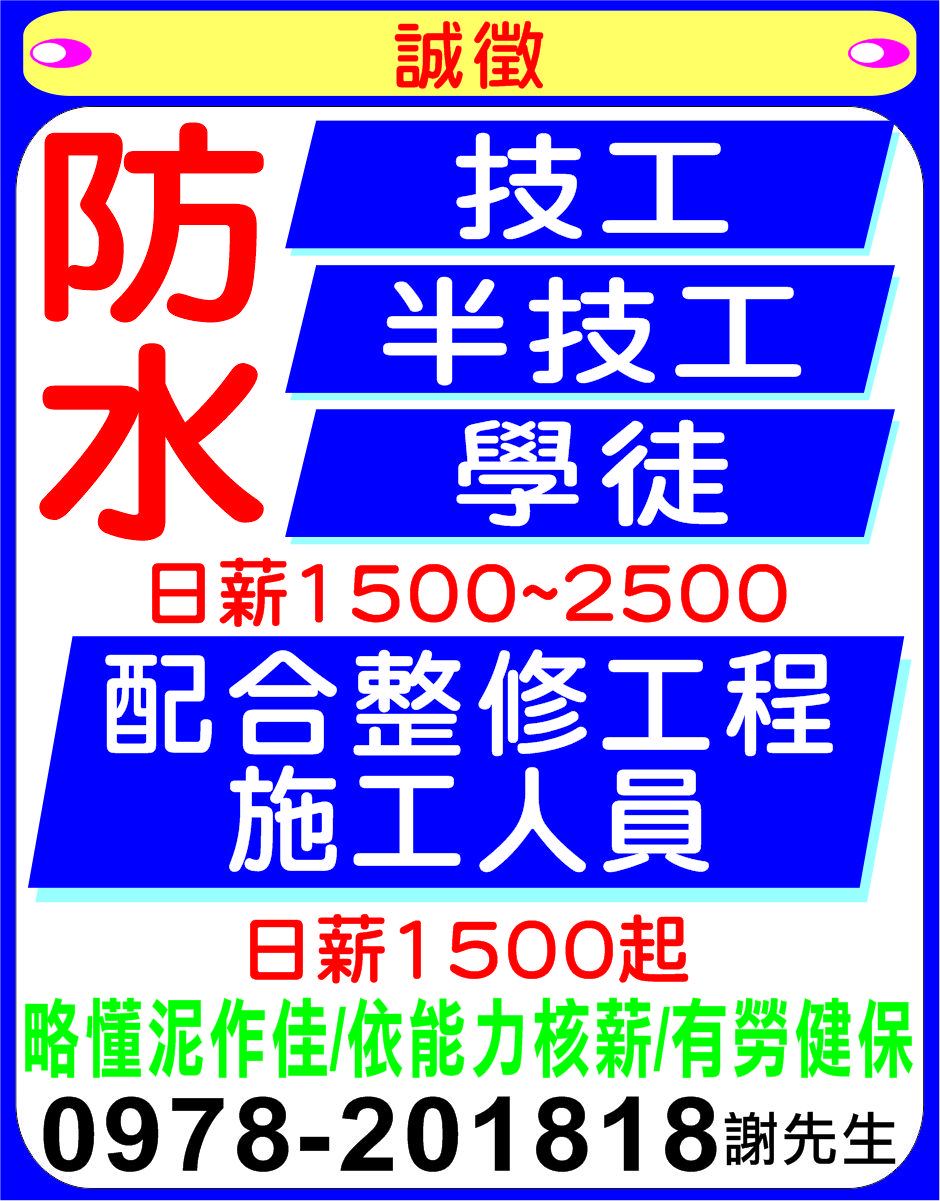 誠徵
防水
技工
半技工
學徒
日薪1500~2500
配合整修工程
施工人員
日薪1500起
略懂泥作佳/依能力核薪/有勞健保
0978-201818謝先生